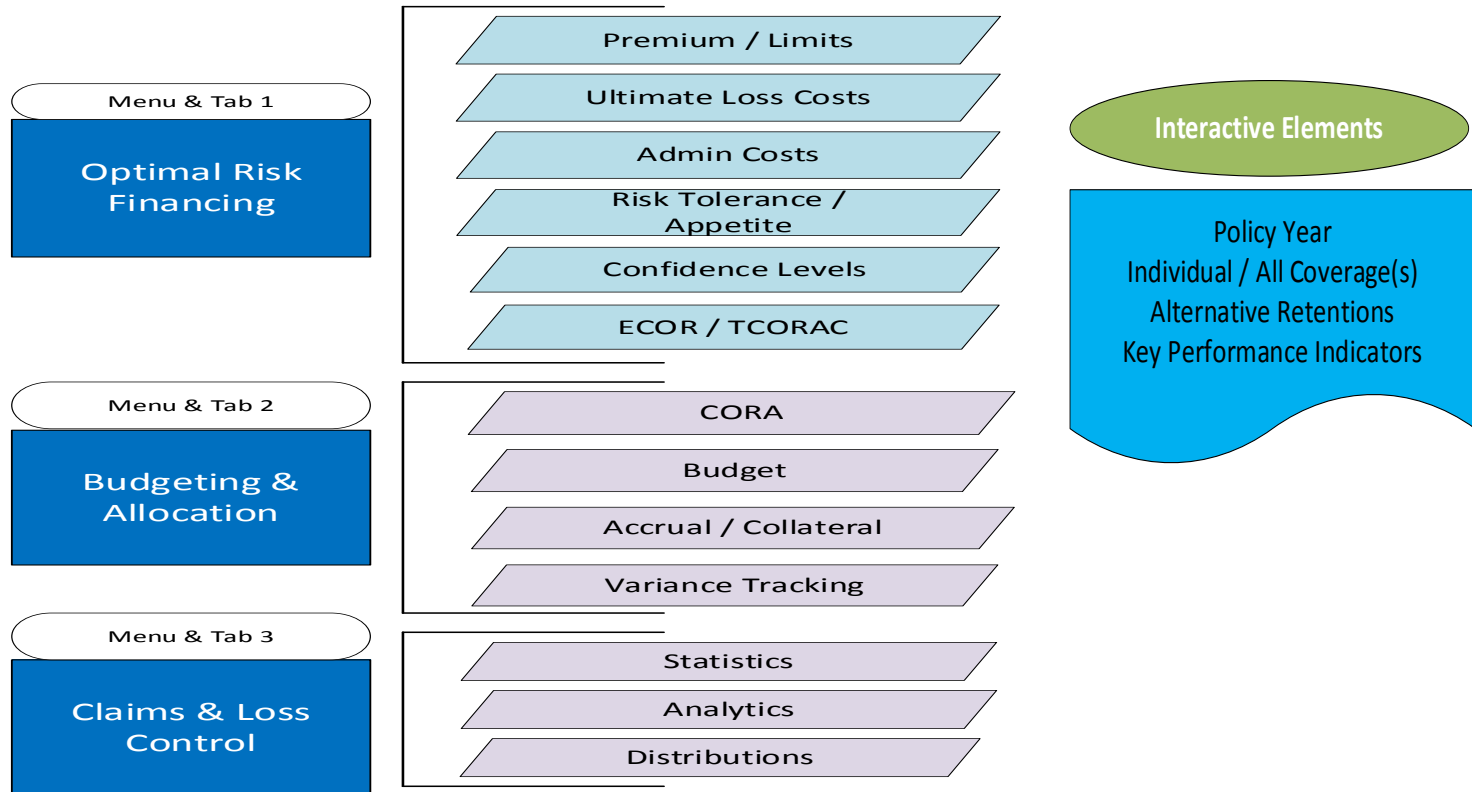 Menu & Tab 1
Optimal Risk
Financing
Premium / Limits
Ultimate Loss Costs
Admin Costs
Risk Tolerance /
Appetite
Confidence Levels
ECOR / TCORAC
Menu & Tab 2
Budgeting &
Allocation
CORA
Budget
Accrual / Collateral
Variance Tracking
Menu & Tab 3
Claims & Loss
Control
Statistics
Analytics
Distributions
Interactive Elements
Policy Year
Individual / All Coverage(s)
Alternative Retentions
Key Performance Indicators